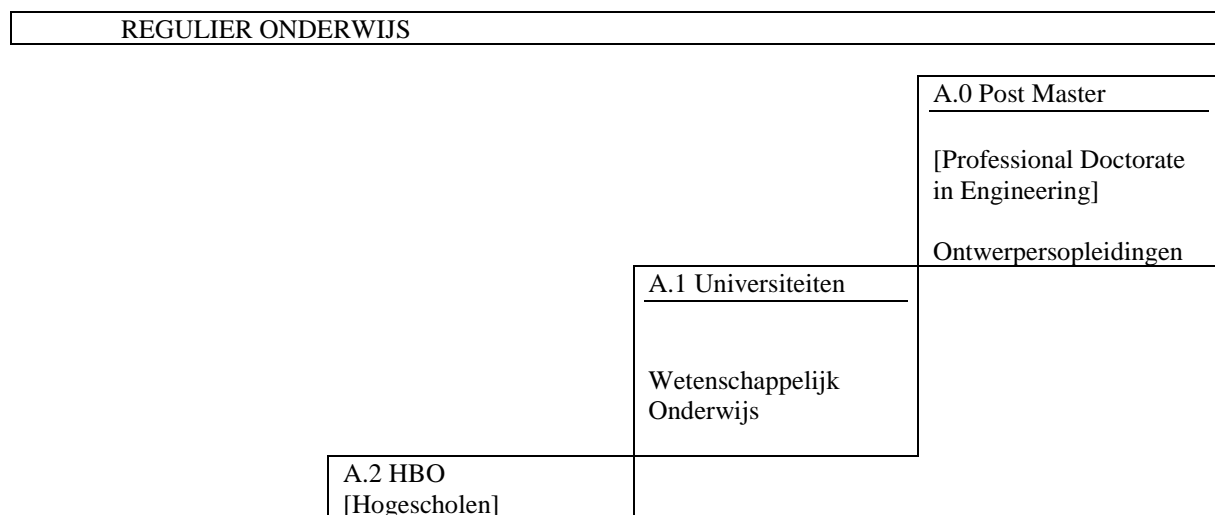 REGULIER ONDERWIJS
A.0 Post Master
[Professional Doctorate
in Engineering]
Ontwerpersopleidingen
A.1 Universiteiten
Wetenschappelijk
Onderwijs
A.2 HBO
[Hogescholen]